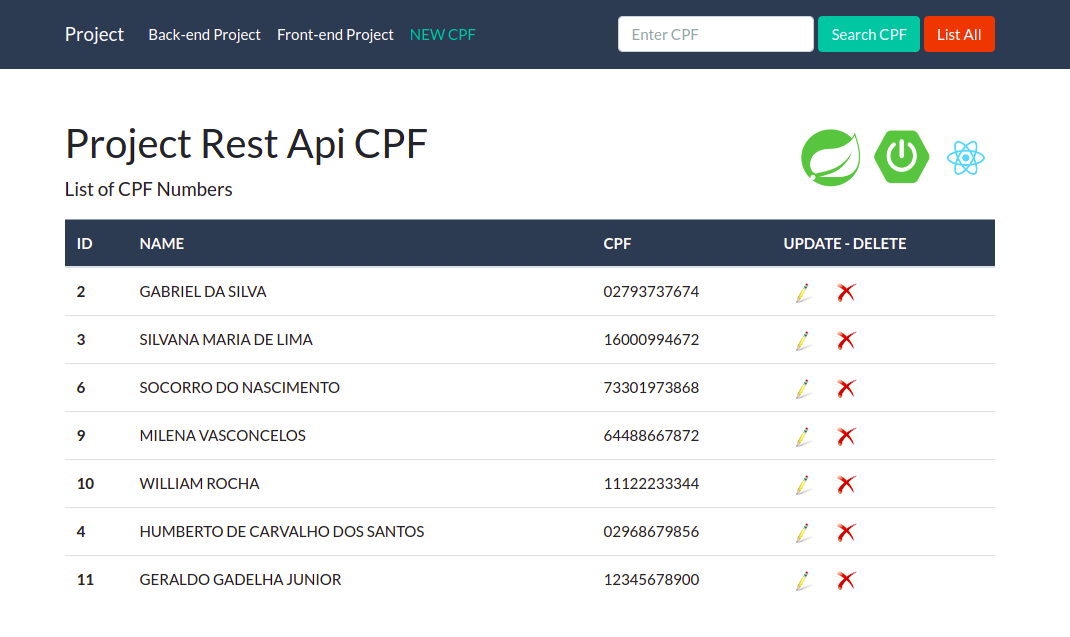 Project Back-end Project Front-end Project NEW CPF Enter CPF Search CPF List All
Project Rest Api CPF
List of CPF Numbers
ID NAME CPF UPDATE - DELETE
2 GABRIEL DA SILVA 02793737674
3 SILVANA MARIA DE LIMA 16000994672
6 SOCORRO DO NASCIMENTO 73301973868
9 MILENA VASCONCELOS 64488667872
10 WILLIAM ROCHA 11122233344
4 HUMBERTO DE CARVALHO DOS SANTOS 02968679856
11 GERALDO GADELHA JUNIOR 12345678900